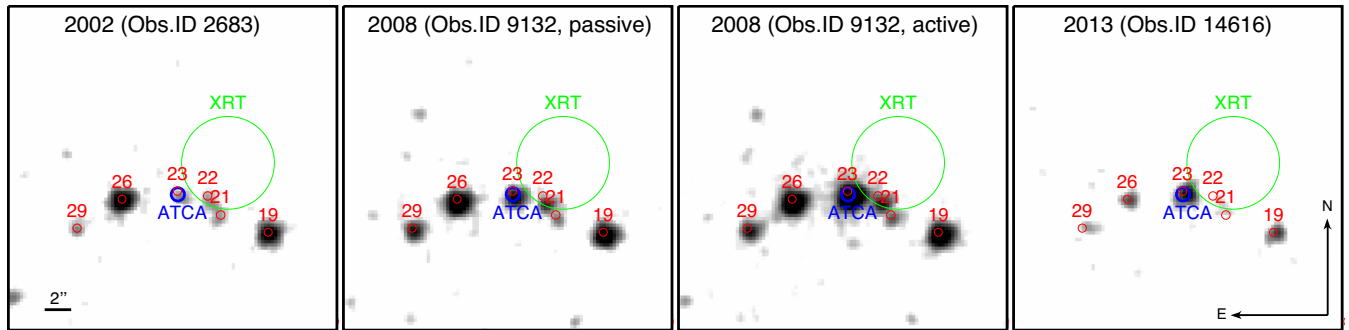 2002 (Obs.ID 2683)
XRT
23
26
22
21
29
ATCA
19
2”
2008 (Obs.ID 9132, passive)
XRT
23
26
22
21
29
ATCA
19
2008 (Obs.ID 9132, active)
XRT
23
26
22
21
29
ATCA
19
2013 (Obs.ID 14616)
XRT
23
26
22
21
29
ATCA
19
N
E